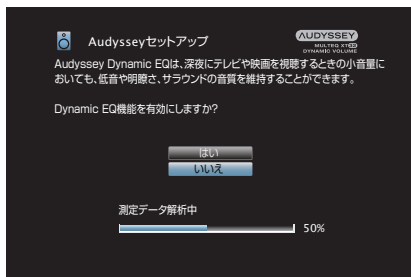 Audysseyセットアップ
AUDYSSEY
MULTEQ XT32
DYNAMIC VOLUME
Audyssey Dynamic EQは、深夜にテレビや映画を視聴するときの小音量に
おいても、低音や明瞭さ、サラウンドの音質を維持することができます。
Dynamic EQ機能を有効にしますか?
はい
いいえ
測定データ解析中
50%